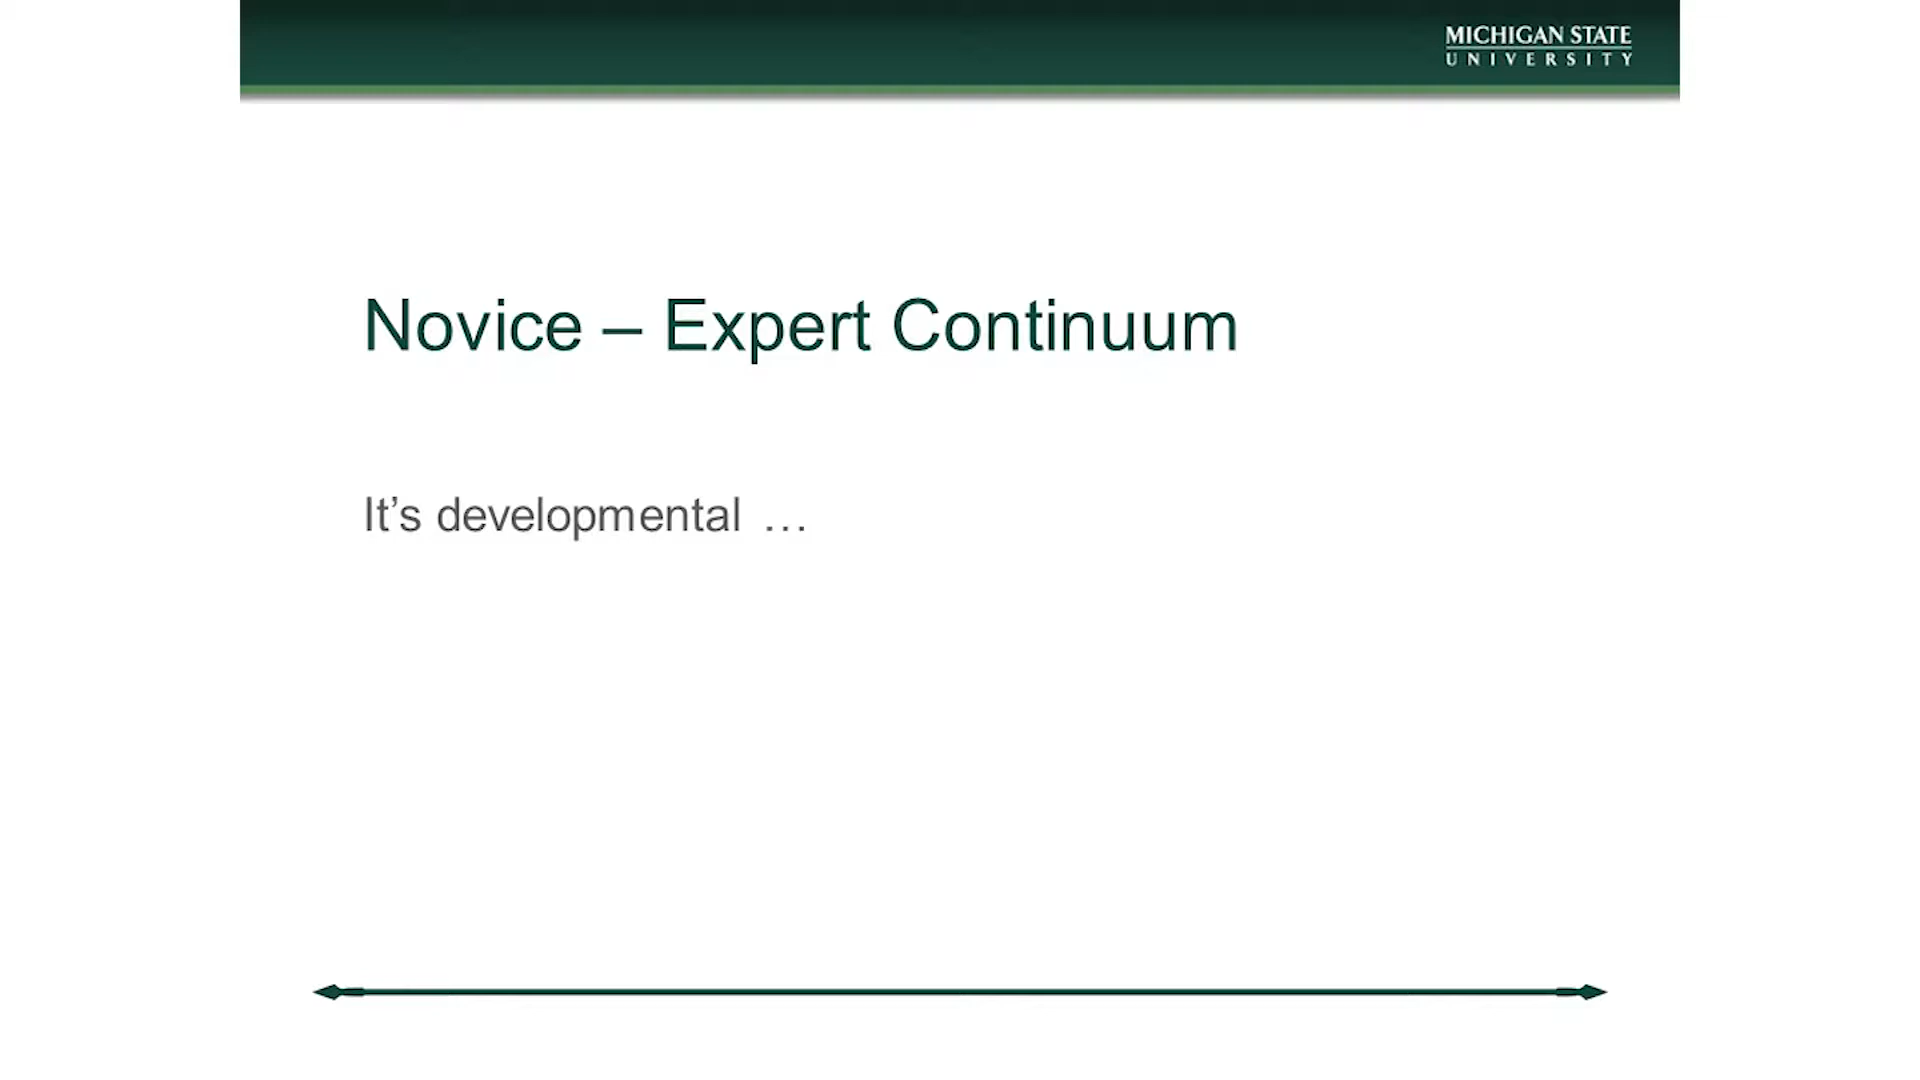 MICHIGAN STATE
UNIVERSITY
Novice – Expert Continuum
It’s developmental …